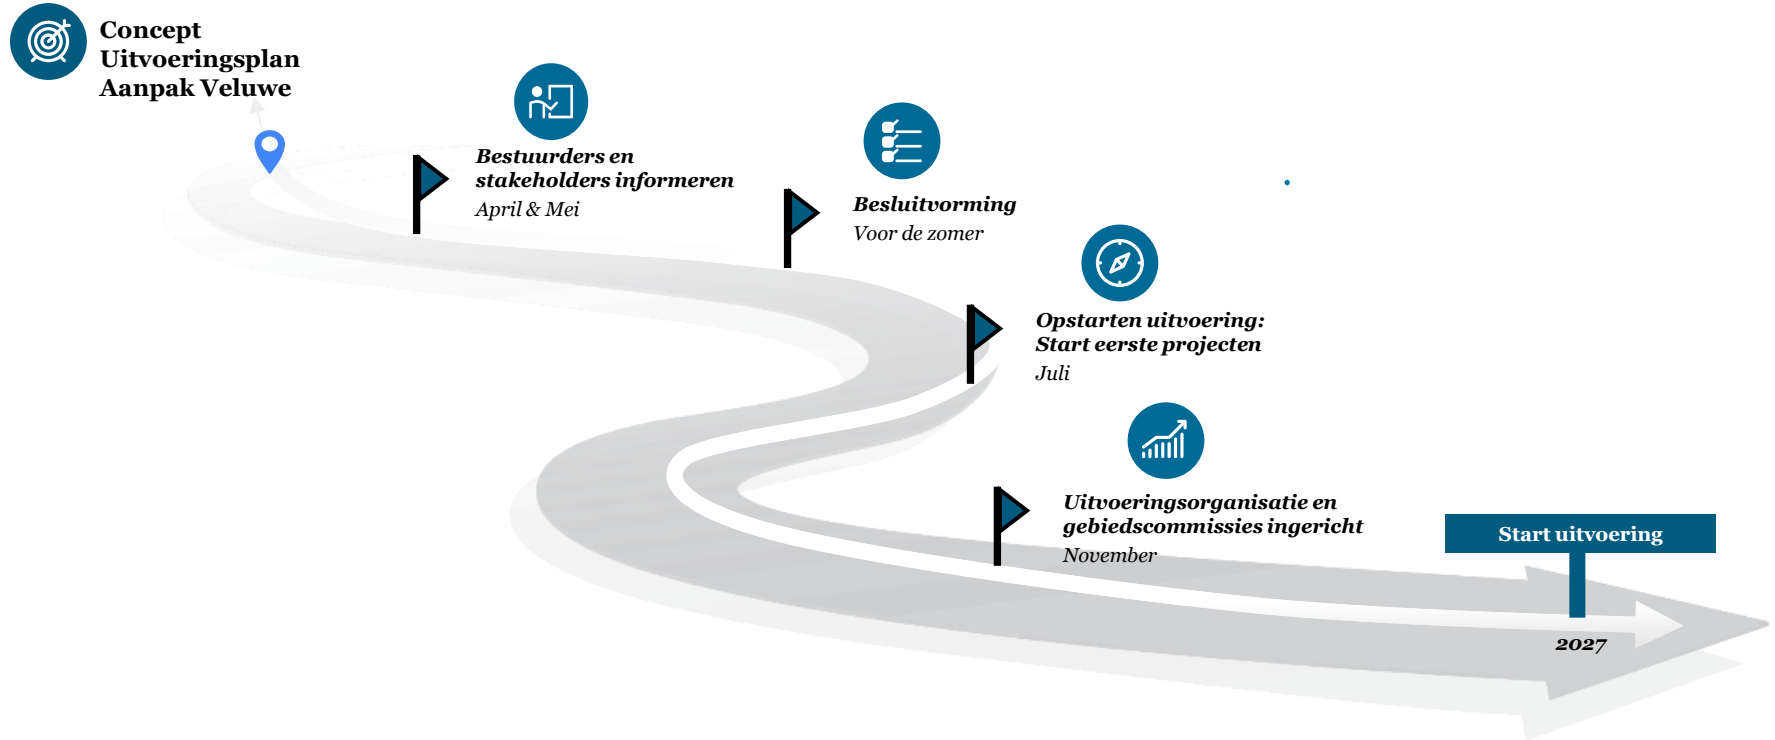 Concept
Uitvoeringsplan
Aanpak Veluwe
Bestuurders en
stakeholders informeren
April & Mei
Besluitvorming
Voor de zomer
Opstarten uitvoering:
Start eerste projecten
Juli
Uitvoeringsorganisatie en
gebiedscommissies ingericht
November
Start uitvoering
2027